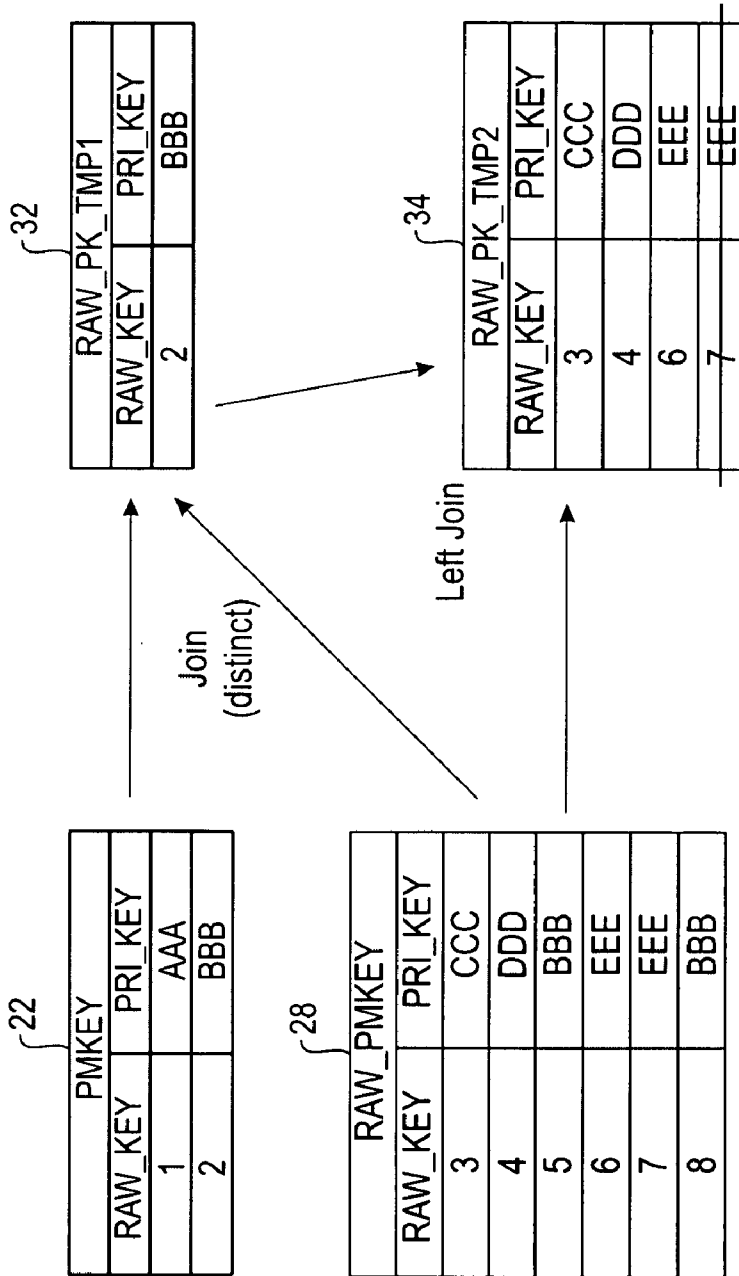 22
PMKEY
RAW_KEY PRI_KEY
1 AAA
2 BBB
28
RAW_PMKEY
RAW_KEY PRI_KEY
3 CCC
4 DDD
5 BBB
6 EEE
7 EEE
8 BBB
Join
(distinct)
Left Join
32
RAW_PK_TMP1
RAW_KEY PRI_KEY
2 BBB
34
RAW_PK_TMP2
RAW_KEY PRI_KEY
3 CCC
4 DDD
6 EEE
7 EEE